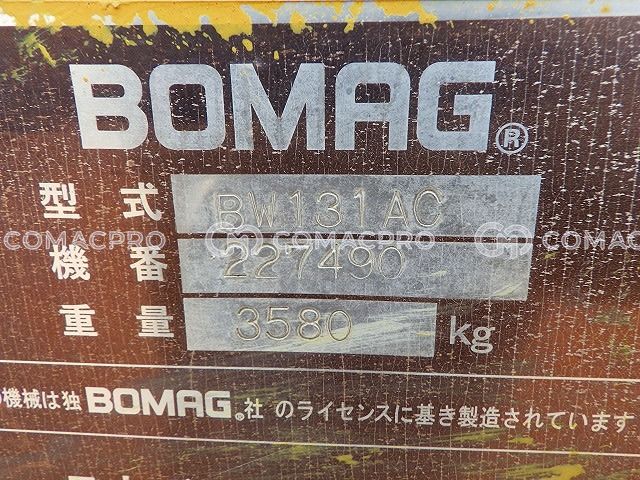 BOMAG®
型式 BW131AC
COMACPRO COMACPRO COMACPRO
機番 227490
重量 3580 kg
機械は独BOMAG®社のライセンスに基き製造されています